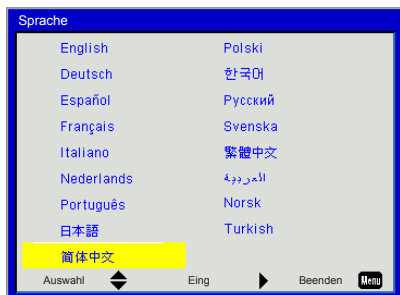 Sprache
English
Deutsch
Español
Français
Italiano
Nederlands
Português
日本語
简体中文
Polski
한국어
Русский
Svenska
繁體中文
العربية
Norsk
Turkish
Auswahl Eing Beenden Menu